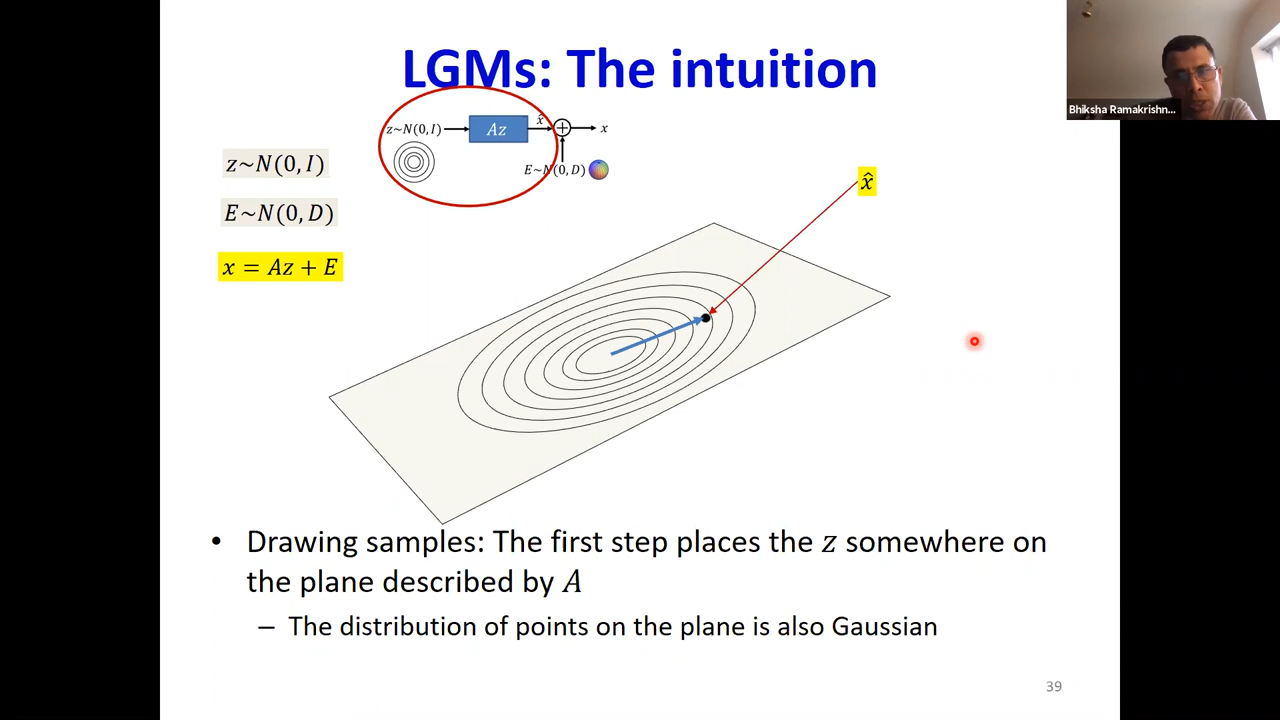 LGMs: The intuition
Bhiksha Ramakrishn...
z~N(0,I)
Az
x̂
x
E~N(0,D)
z~N(0,I)
E~N(0,D)
x = Az + E
x̂
• Drawing samples: The first step places the z somewhere on
the plane described by A
– The distribution of points on the plane is also Gaussian
39